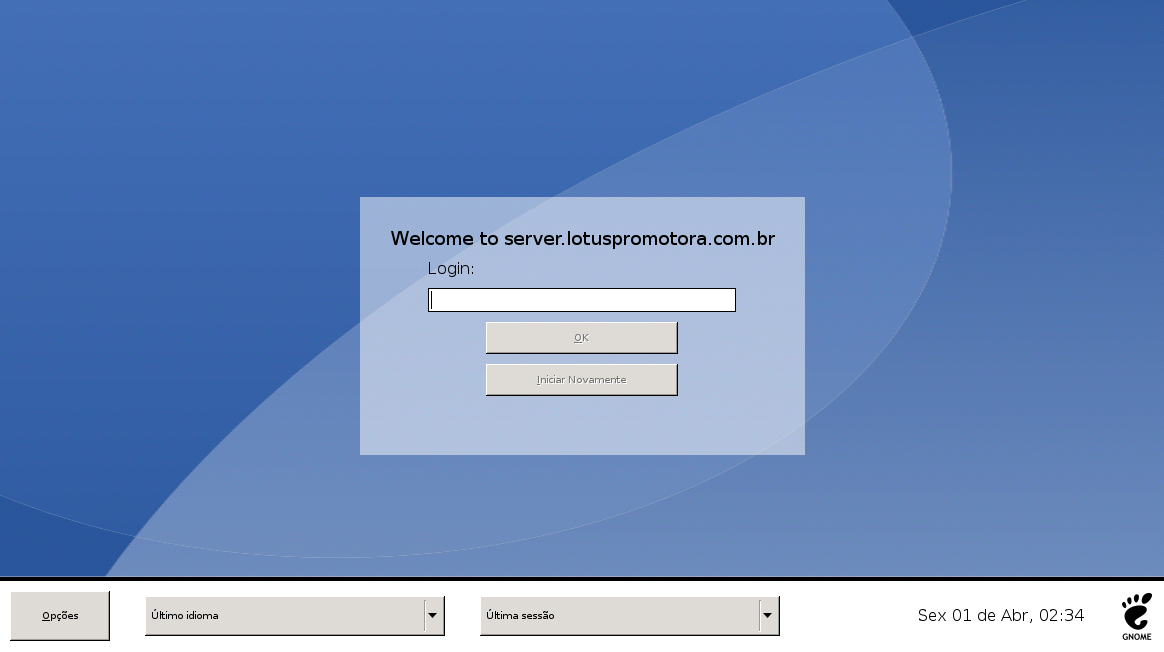 Welcome to server.lotuspromotora.com.br
Login:
OK
Iniciar Novamente
Opções
Último idioma
Última sessão
Sex 01 de Abr, 02:34
GNOME